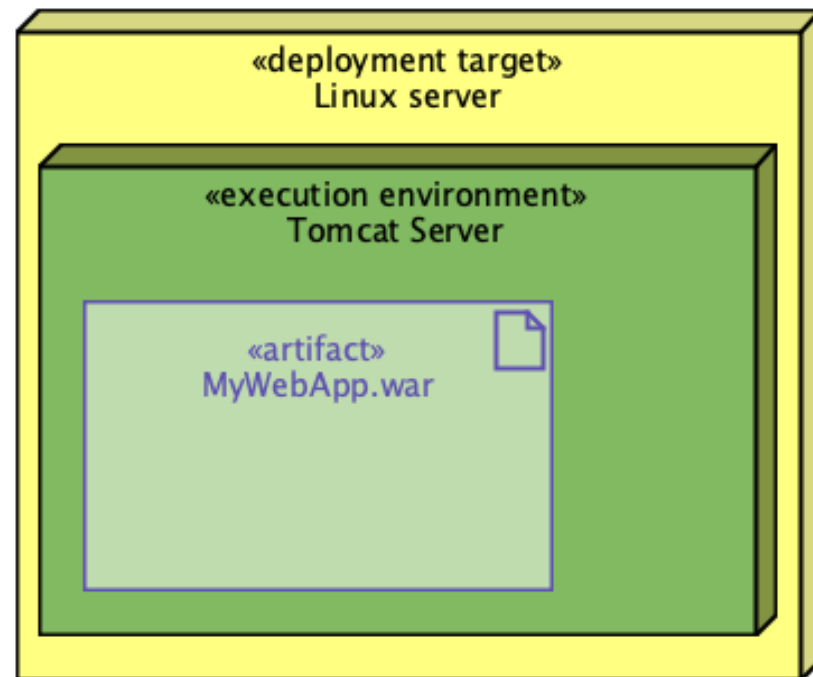 «deployment target»
Linux server
«execution environment»
Tomcat Server
«artifact»
MyWebApp.war